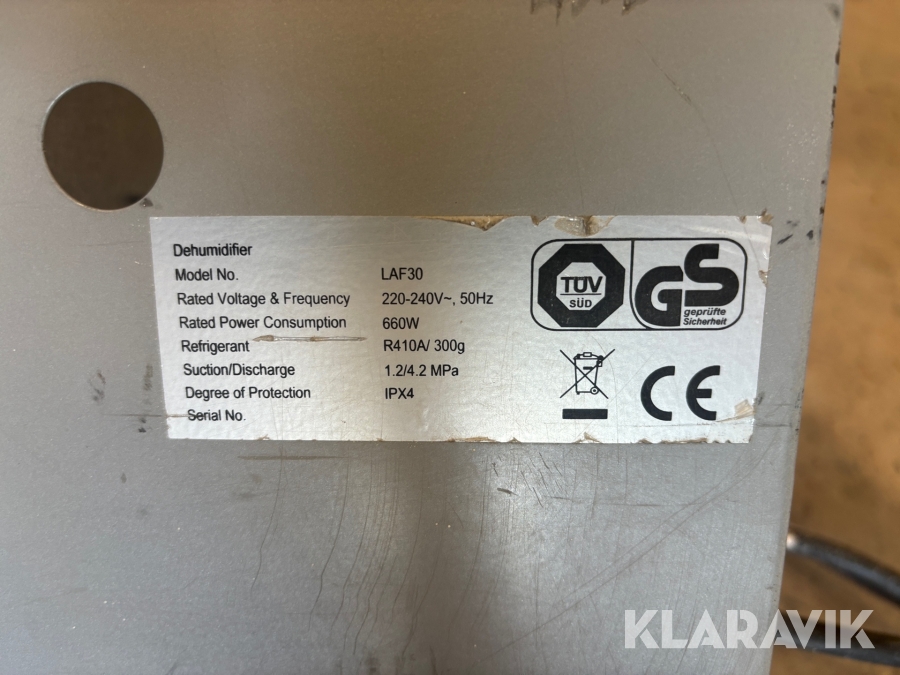 Dehumidifier
Model No. LAF30
Rated Voltage & Frequency 220-240V~, 50Hz
Rated Power Consumption 660W
Refrigerant R410A/ 300g
Suction/Discharge 1.2/4.2 MPa
Degree of Protection IPX4
Serial No.
TÜV
SÜD
GS
geprüfte
Sicherheit
CE
KLARAVIK